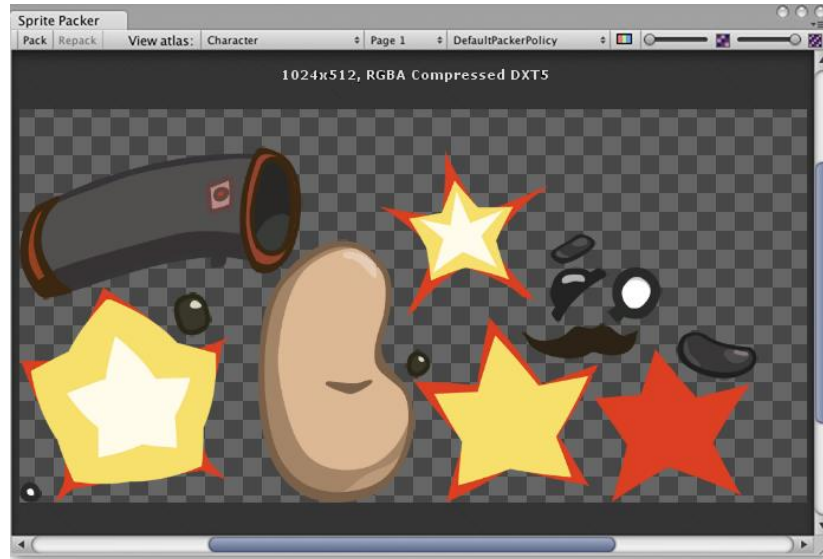 Sprite Packer
Pack Repack View atlas: Character Page 1 DefaultPackerPolicy
1024x512, RGBA Compressed DXT5